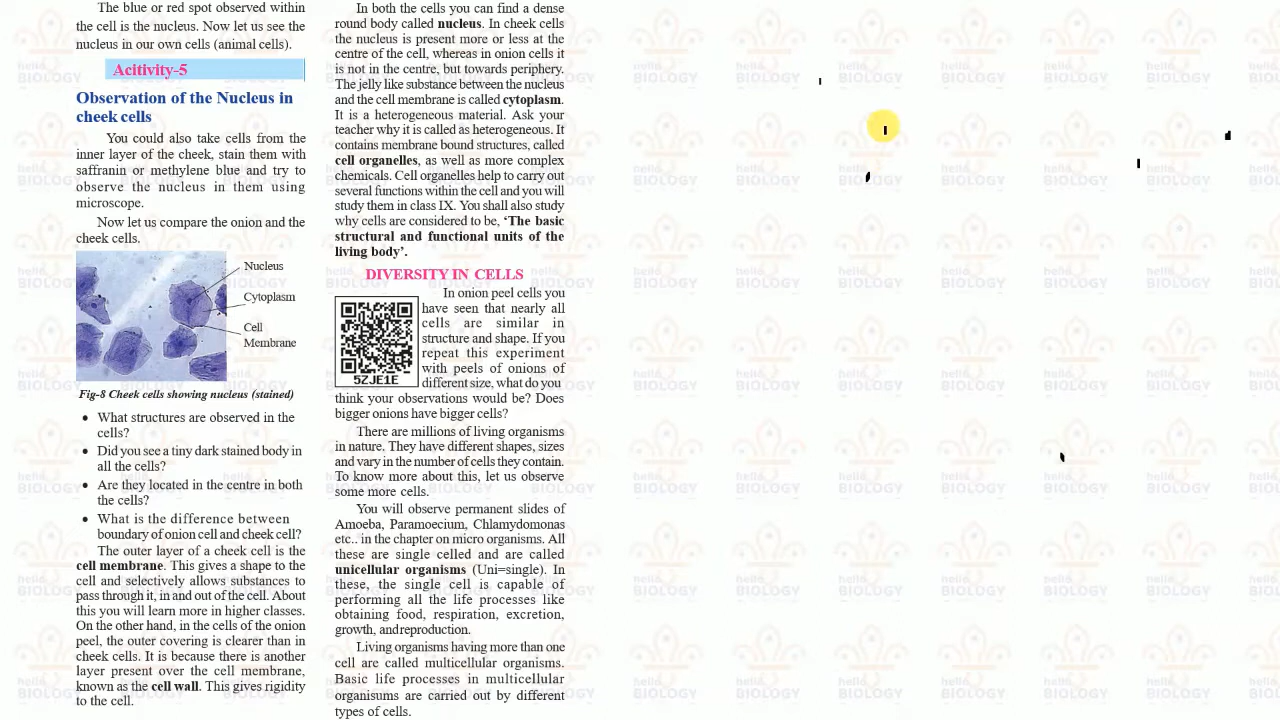 The blue or red spot observed within
the cell is the nucleus. Now let us see the
nucleus in our own cells (animal cells).
Acitivity-5
Observation of the Nucleus in
cheek cells
You could also take cells from the
inner layer of the cheek, stain them with
saffranin or methylene blue and try to
observe the nucleus in them using
microscope.
Now let us compare the onion and the
cheek cells.
Nucleus
Cytoplasm
Cell
Membrane
Fig-8 Cheek cells showing nucleus (stained)
• What structures are observed in the
cells?
• Did you see a tiny dark stained body in
all the cells?
• Are they located in the centre in both
the cells?
• What is the difference between
boundary of onion cell and cheek cell?
The outer layer of a cheek cell is the
cell membrane. This gives a shape to the
cell and selectively allows substances to
pass through it, in and out of the cell. About
this you will learn more in higher classes.
On the other hand, in the cells of the onion
peel, the outer covering is clearer than in
cheek cells. It is because there is another
layer present over the cell membrane,
known as the cell wall. This gives rigidity
to the cell.
In both the cells you can find a dense
round body called nucleus. In cheek cells
the nucleus is present more or less at the
centre of the cell, whereas in onion cells it
is not in the centre, but towards periphery.
The jelly like substance between the nucleus
and the cell membrane is called cytoplasm.
It is a heterogeneous material. Ask your
teacher why it is called as heterogeneous. It
contains membrane bound structures, called
cell organelles, as well as more complex
chemicals. Cell organelles help to carry out
several functions within the cell and you will
study them in class IX. You shall also study
why cells are considered to be, ‘The basic
structural and functional units of the
living body’.
DIVERSITY IN CELLS
5ZJE1E
In onion peel cells you
have seen that nearly all
cells are similar in
structure and shape. If you
repeat this experiment
with peels of onions of
different size, what do you
think your observations would be? Does
bigger onions have bigger cells?
There are millions of living organisms
in nature. They have different shapes, sizes
and vary in the number of cells they contain.
To know more about this, let us observe
some more cells.
You will observe permanent slides of
Amoeba, Paramoecium, Chlamydomonas
etc.. in the chapter on micro organisms. All
these are single celled and are called
unicellular organisms (Uni=single). In
these, the single cell is capable of
performing all the life processes like
obtaining food, respiration, excretion,
growth, andreproduction.
Living organisms having more than one
cell are called multicellular organisms.
Basic life processes in multicellular
organisums are carried out by different
types of cells.
hello BIOLOGY